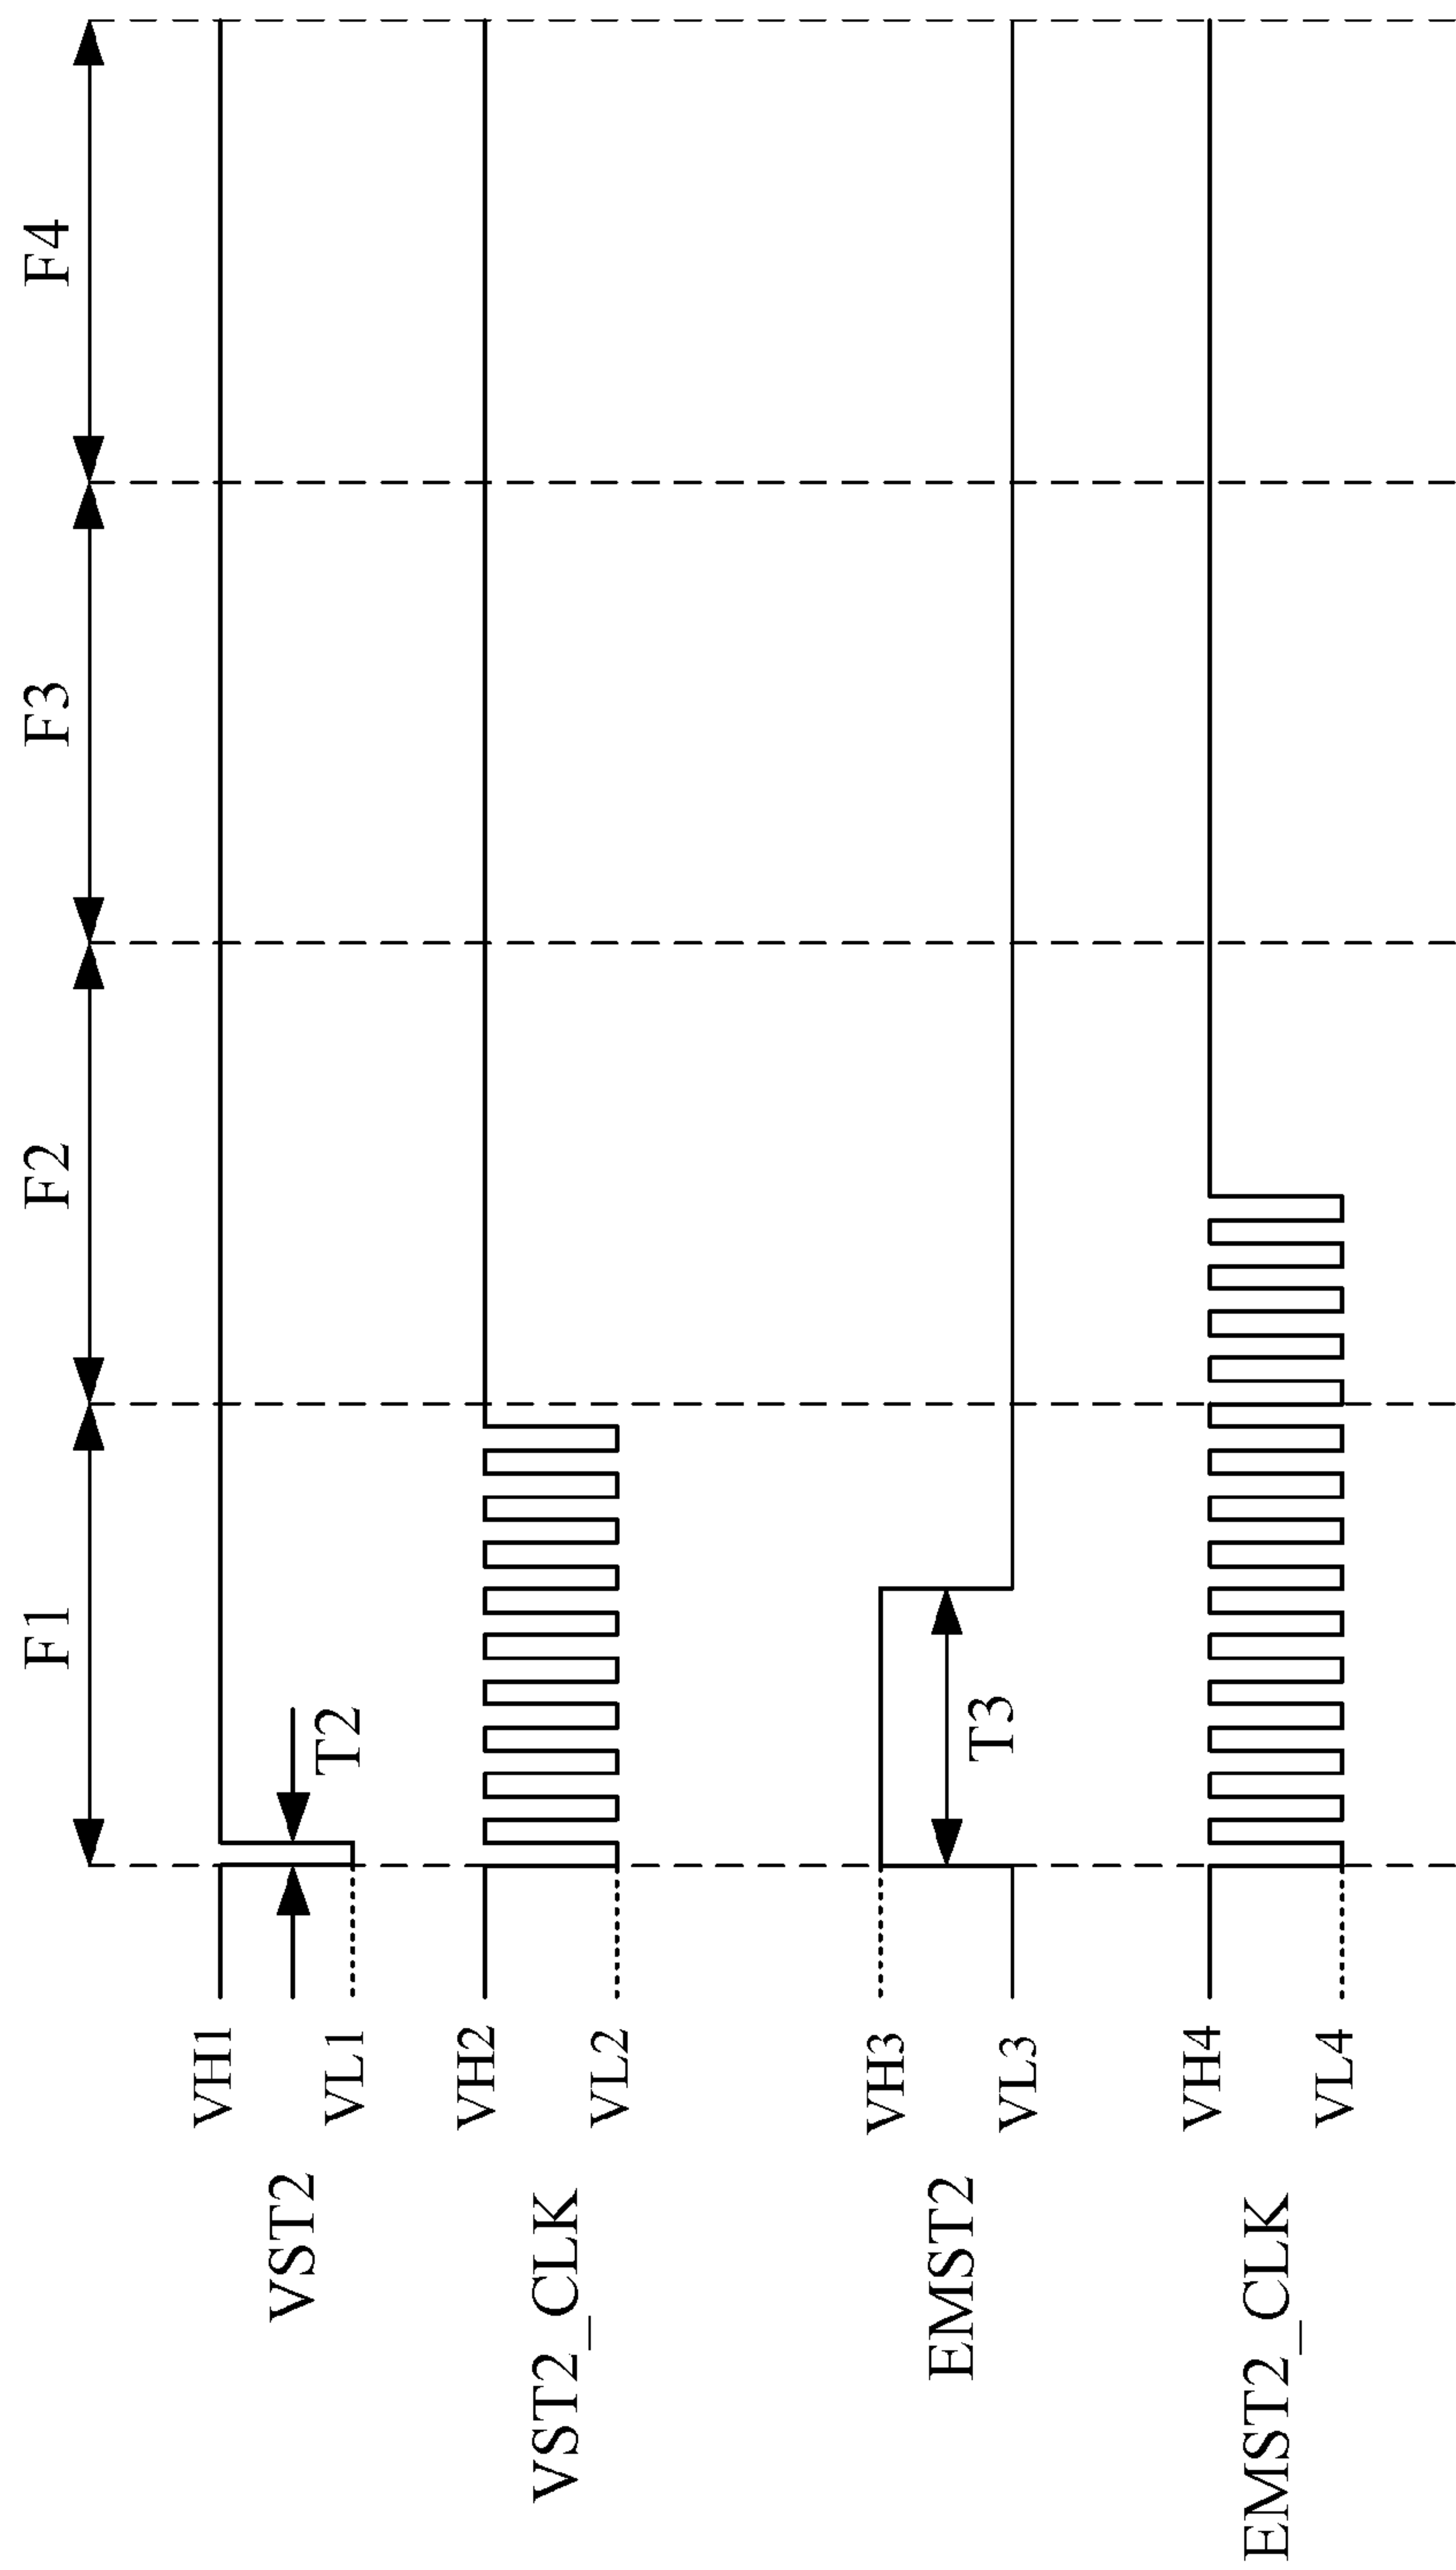 F1 F2 F3 F4
VH1
VST2
T2
VL1
VH2
VST2_CLK
VL2
VH3
EMST2
T3
VL3
VH4
EMST2_CLK
VL4